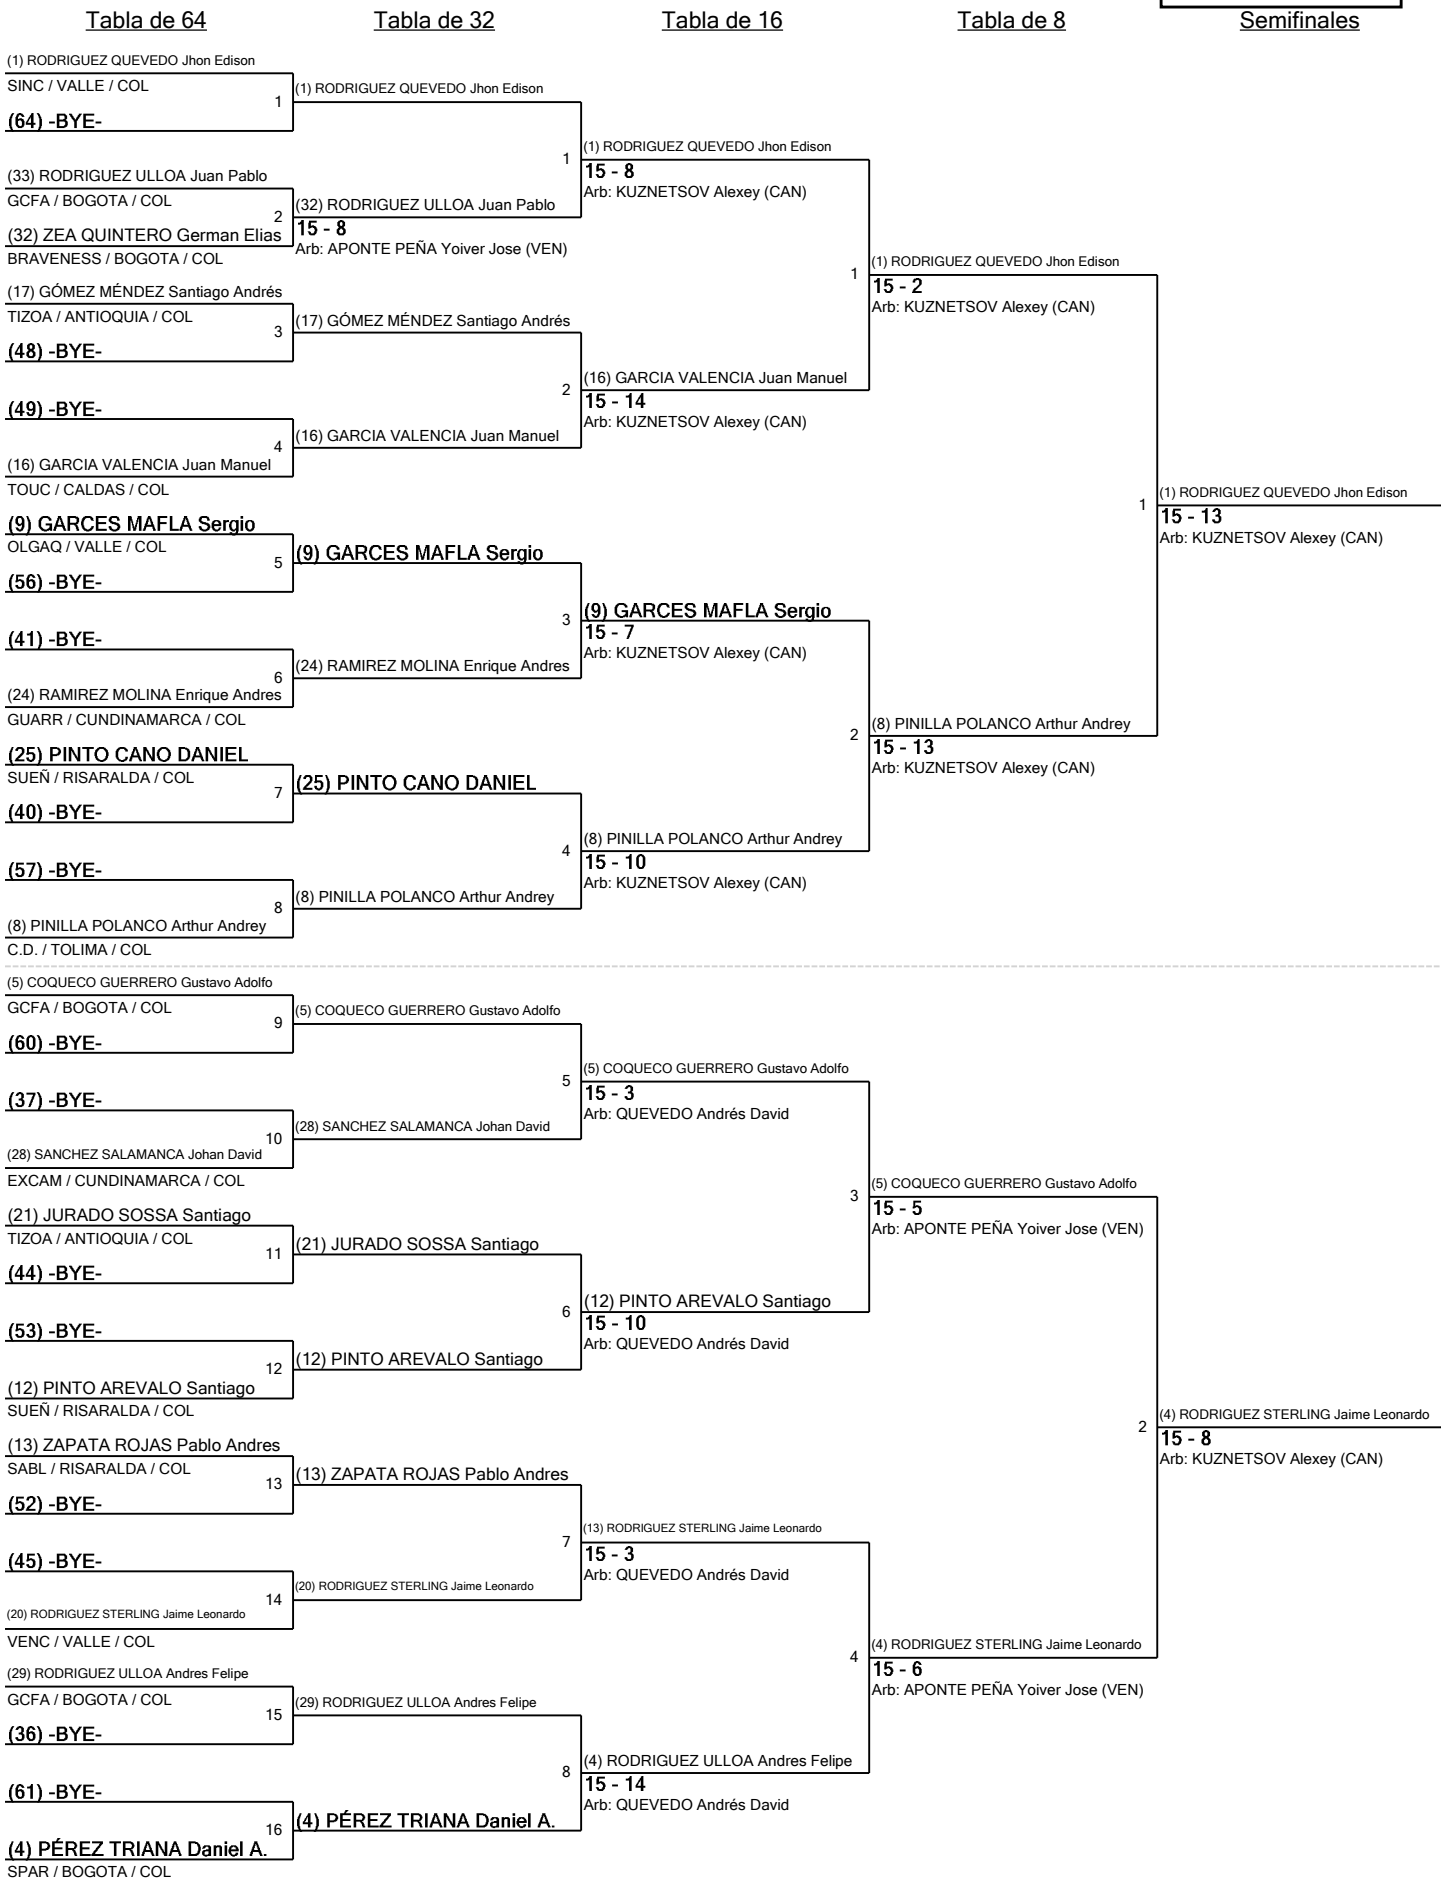 Tabla de 64
Tabla de 32
Tabla de 16
Tabla de 8
Semifinales
(1) RODRIGUEZ QUEVEDO Jhon Edison
SINC / VALLE / COL
1
(64) -BYE-
(33) RODRIGUEZ ULLOA Juan Pablo
GCFA / BOGOTA / COL
2
(32) ZEA QUINTERO German Elias
BRAVENESS / BOGOTA / COL
(17) GÓMEZ MÉNDEZ Santiago Andrés
TIZOA / ANTIOQUIA / COL
3
(48) -BYE-
(49) -BYE-
4
(16) GARCIA VALENCIA Juan Manuel
TOUC / CALDAS / COL
(9) GARCES MAFLA Sergio
OLGAQ / VALLE / COL
5
(56) -BYE-
(41) -BYE-
6
(24) RAMIREZ MOLINA Enrique Andres
GUARR / CUNDINAMARCA / COL
(25) PINTO CANO DANIEL
SUEÑ / RISARALDA / COL
7
(40) -BYE-
(57) -BYE-
8
(8) PINILLA POLANCO Arthur Andrey
C.D. / TOLIMA / COL
(5) COQUECO GUERRERO Gustavo Adolfo
GCFA / BOGOTA / COL
9
(60) -BYE-
(37) -BYE-
10
(28) SANCHEZ SALAMANCA Johan David
EXCAM / CUNDINAMARCA / COL
(21) JURADO SOSSA Santiago
TIZOA / ANTIOQUIA / COL
11
(44) -BYE-
(53) -BYE-
12
(12) PINTO AREVALO Santiago
SUEÑ / RISARALDA / COL
(13) ZAPATA ROJAS Pablo Andres
SABL / RISARALDA / COL
13
(52) -BYE-
(45) -BYE-
14
(20) RODRIGUEZ STERLING Jaime Leonardo
VENC / VALLE / COL
(29) RODRIGUEZ ULLOA Andres Felipe
GCFA / BOGOTA / COL
15
(36) -BYE-
(61) -BYE-
16
(4) PÉREZ TRIANA Daniel A.
SPAR / BOGOTA / COL
(1) RODRIGUEZ QUEVEDO Jhon Edison
1
(32) RODRIGUEZ ULLOA Juan Pablo
15 - 8
Arb: APONTE PEÑA Yoiver Jose (VEN)
(17) GÓMEZ MÉNDEZ Santiago Andrés
2
(16) GARCIA VALENCIA Juan Manuel
(9) GARCES MAFLA Sergio
3
(24) RAMIREZ MOLINA Enrique Andres
(25) PINTO CANO DANIEL
4
(8) PINILLA POLANCO Arthur Andrey
(5) COQUECO GUERRERO Gustavo Adolfo
5
(28) SANCHEZ SALAMANCA Johan David
(21) JURADO SOSSA Santiago
6
(12) PINTO AREVALO Santiago
(13) ZAPATA ROJAS Pablo Andres
7
(20) RODRIGUEZ STERLING Jaime Leonardo
(29) RODRIGUEZ ULLOA Andres Felipe
8
(4) PÉREZ TRIANA Daniel A.
(1) RODRIGUEZ QUEVEDO Jhon Edison
15 - 8
Arb: KUZNETSOV Alexey (CAN)
1
(16) GARCIA VALENCIA Juan Manuel
15 - 14
Arb: KUZNETSOV Alexey (CAN)
(9) GARCES MAFLA Sergio
15 - 7
Arb: KUZNETSOV Alexey (CAN)
2
(8) PINILLA POLANCO Arthur Andrey
15 - 10
Arb: KUZNETSOV Alexey (CAN)
(5) COQUECO GUERRERO Gustavo Adolfo
15 - 3
Arb: QUEVEDO Andrés David
3
(12) PINTO AREVALO Santiago
15 - 10
Arb: QUEVEDO Andrés David
(13) RODRIGUEZ STERLING Jaime Leonardo
15 - 3
Arb: QUEVEDO Andrés David
4
(4) RODRIGUEZ ULLOA Andres Felipe
15 - 14
Arb: QUEVEDO Andrés David
(1) RODRIGUEZ QUEVEDO Jhon Edison
15 - 2
Arb: KUZNETSOV Alexey (CAN)
1
(8) PINILLA POLANCO Arthur Andrey
15 - 13
Arb: KUZNETSOV Alexey (CAN)
(5) COQUECO GUERRERO Gustavo Adolfo
15 - 5
Arb: APONTE PEÑA Yoiver Jose (VEN)
2
(4) RODRIGUEZ STERLING Jaime Leonardo
15 - 6
Arb: APONTE PEÑA Yoiver Jose (VEN)
(1) RODRIGUEZ QUEVEDO Jhon Edison
15 - 13
Arb: KUZNETSOV Alexey (CAN)
(4) RODRIGUEZ STERLING Jaime Leonardo
15 - 8
Arb: KUZNETSOV Alexey (CAN)